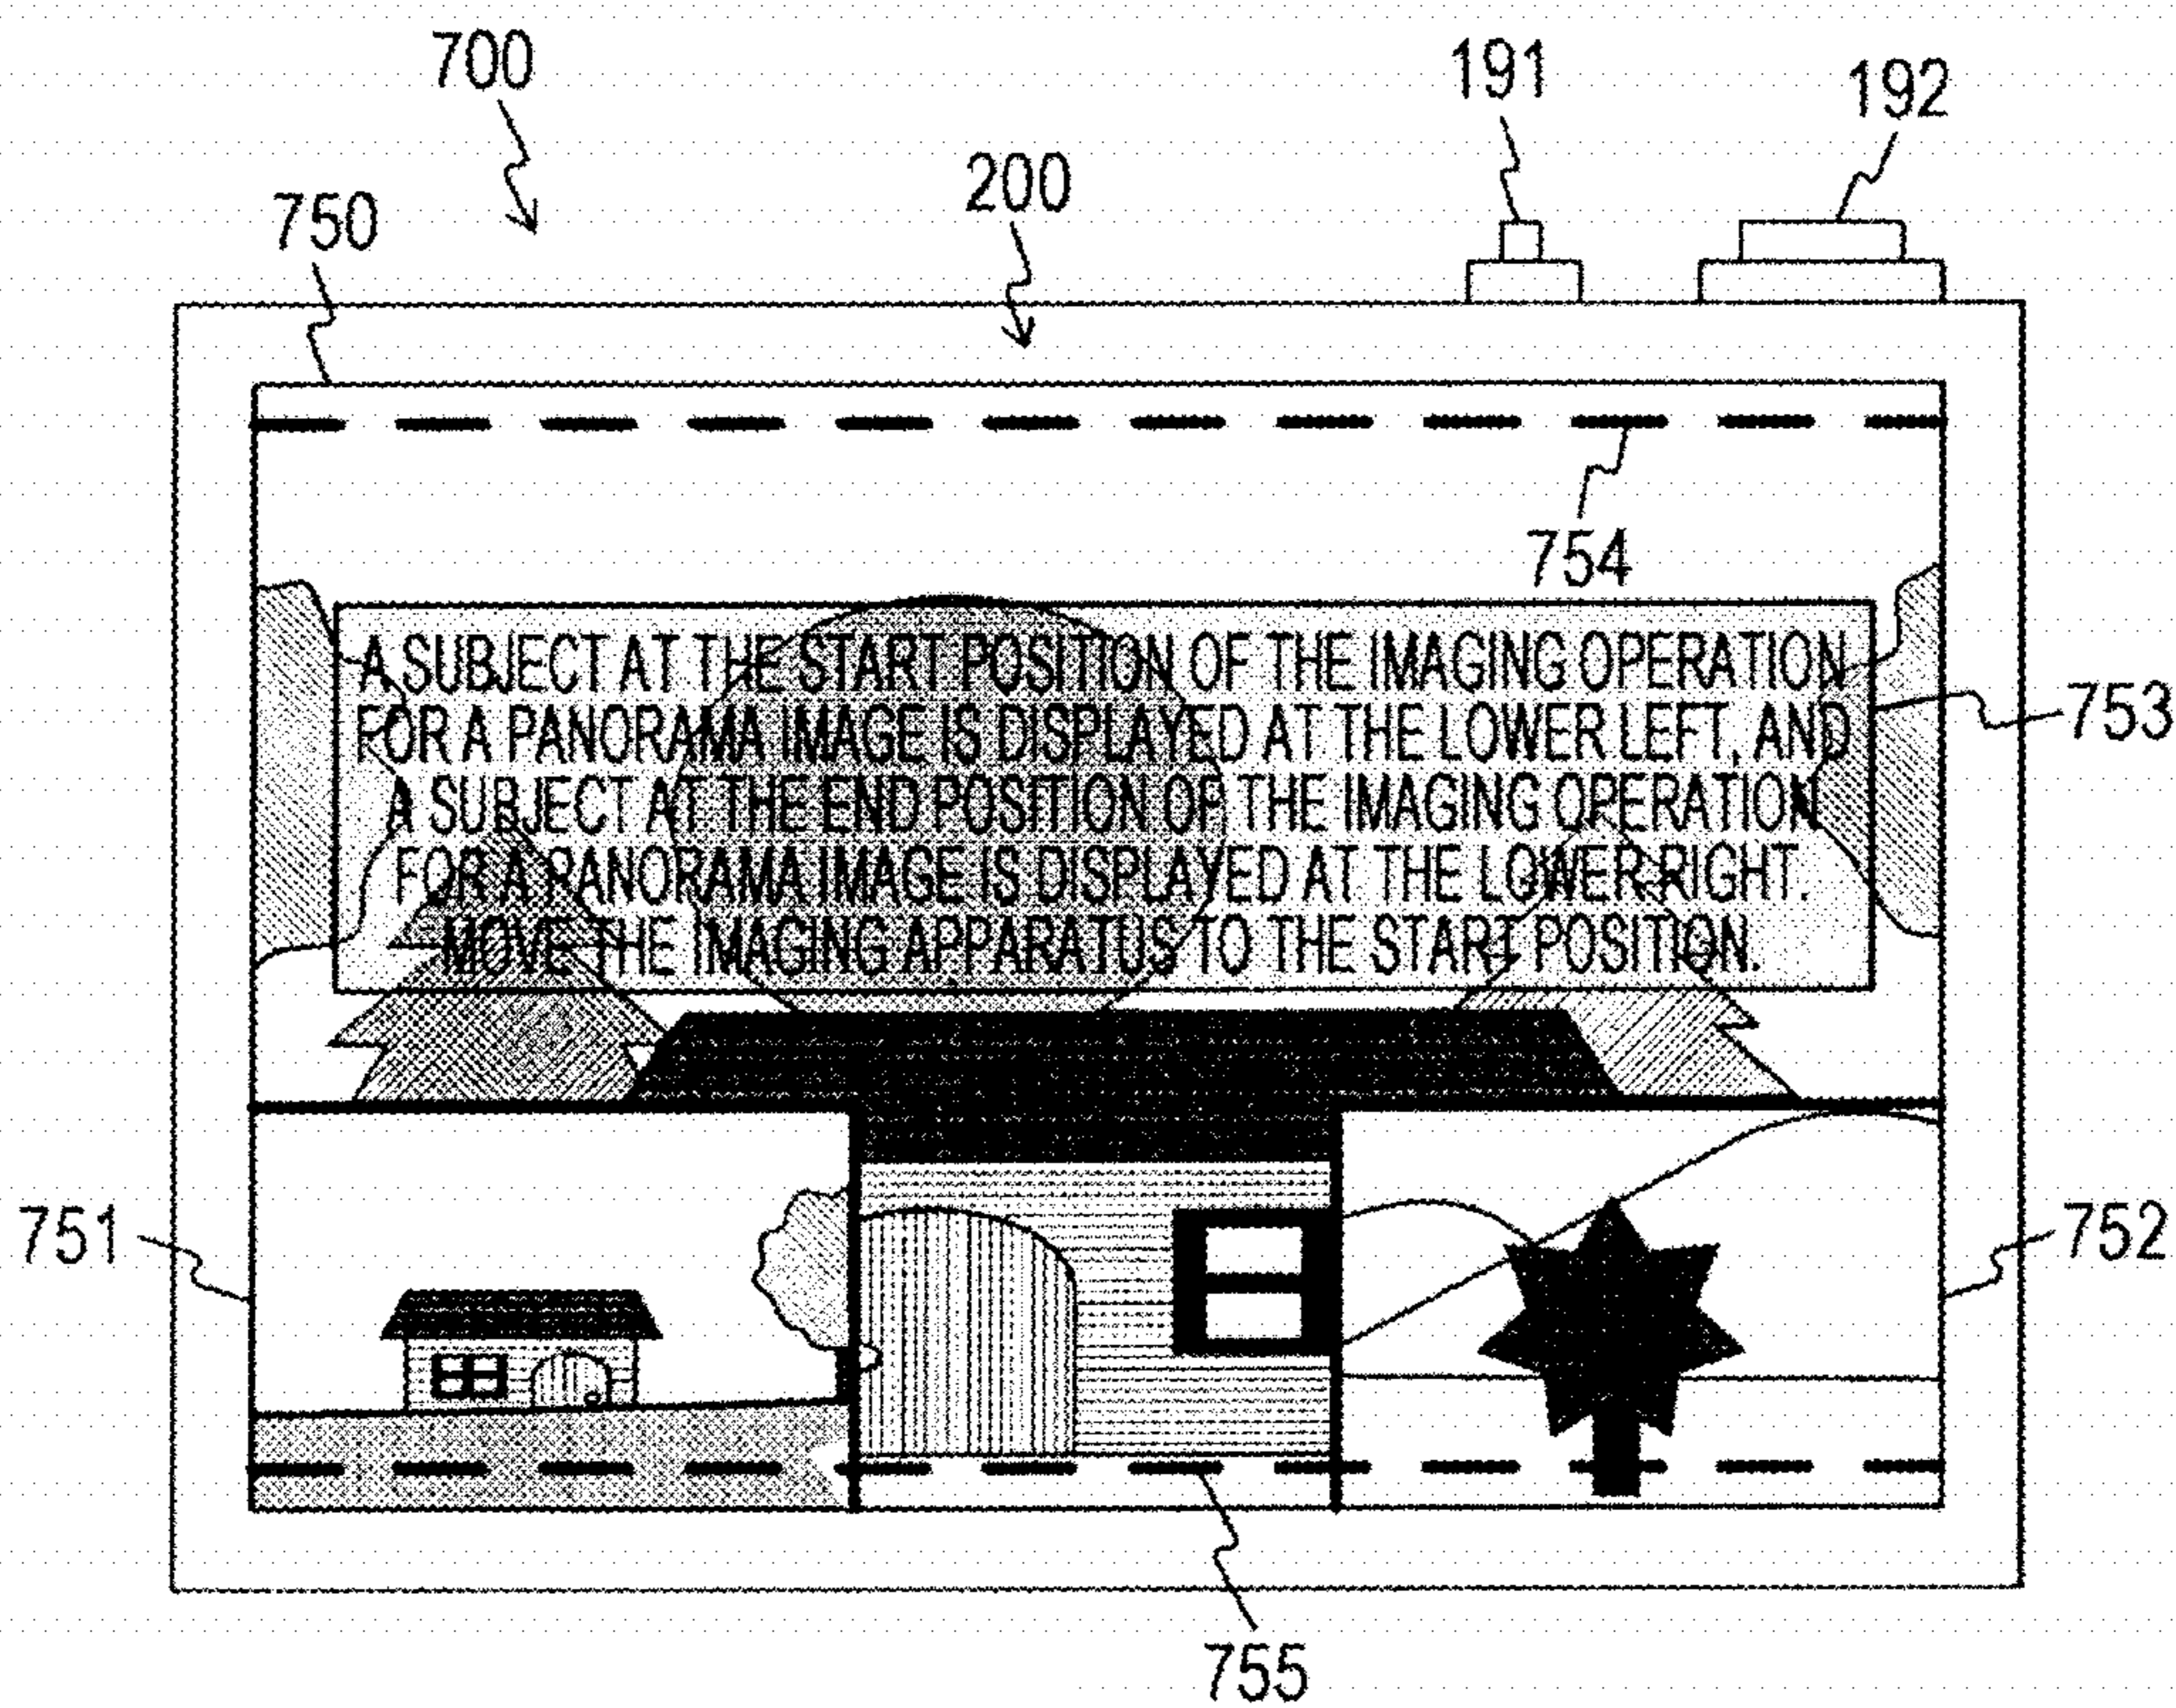 700
191
192
200
750
754
A SUBJECT AT THE START POSITION OF THE IMAGING OPERATION
FOR A PANORAMA IMAGE IS DISPLAYED AT THE LOWER LEFT, AND
A SUBJECT AT THE END POSITION OF THE IMAGING OPERATION
FOR A PANORAMA IMAGE IS DISPLAYED AT THE LOWER RIGHT.
MOVE THE IMAGING APPARATUS TO THE START POSITION.
753
751
752
755